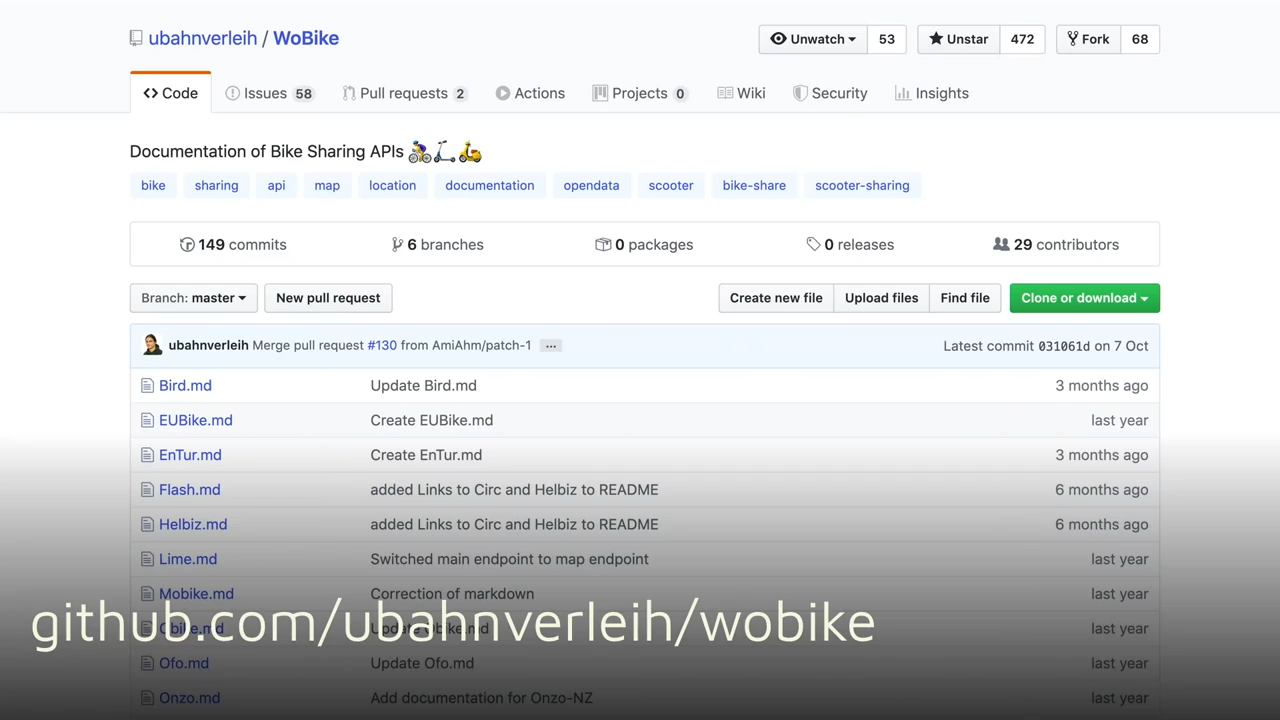 ubahnverleih / WoBike
Unwatch 53 Unstar 472 Fork 68
Code Issues 58 Pull requests 2 Actions Projects 0 Wiki Security Insights
Documentation of Bike Sharing APIs 🚴🛴🛵
bike sharing api map location documentation opendata scooter bike-share scooter-sharing
149 commits 6 branches 0 packages 0 releases 29 contributors
Branch: master New pull request Create new file Upload files Find file Clone or download
ubahnverleih Merge pull request #130 from AmiAhm/patch-1 ... Latest commit 031061d on 7 Oct
Bird.md Update Bird.md 3 months ago
EUBike.md Create EUBike.md last year
EnTur.md Create EnTur.md 3 months ago
Flash.md added Links to Circ and Helbiz to README 6 months ago
Helbiz.md added Links to Circ and Helbiz to README 6 months ago
Lime.md Switched main endpoint to map endpoint last year
Mobike.md Correction of markdown last year
Obike.md Update Obike.md last year
github.com/ubahnverleih/wobike
Ofo.md Update Ofo.md last year
Onzo.md Add documentation for Onzo-NZ last year